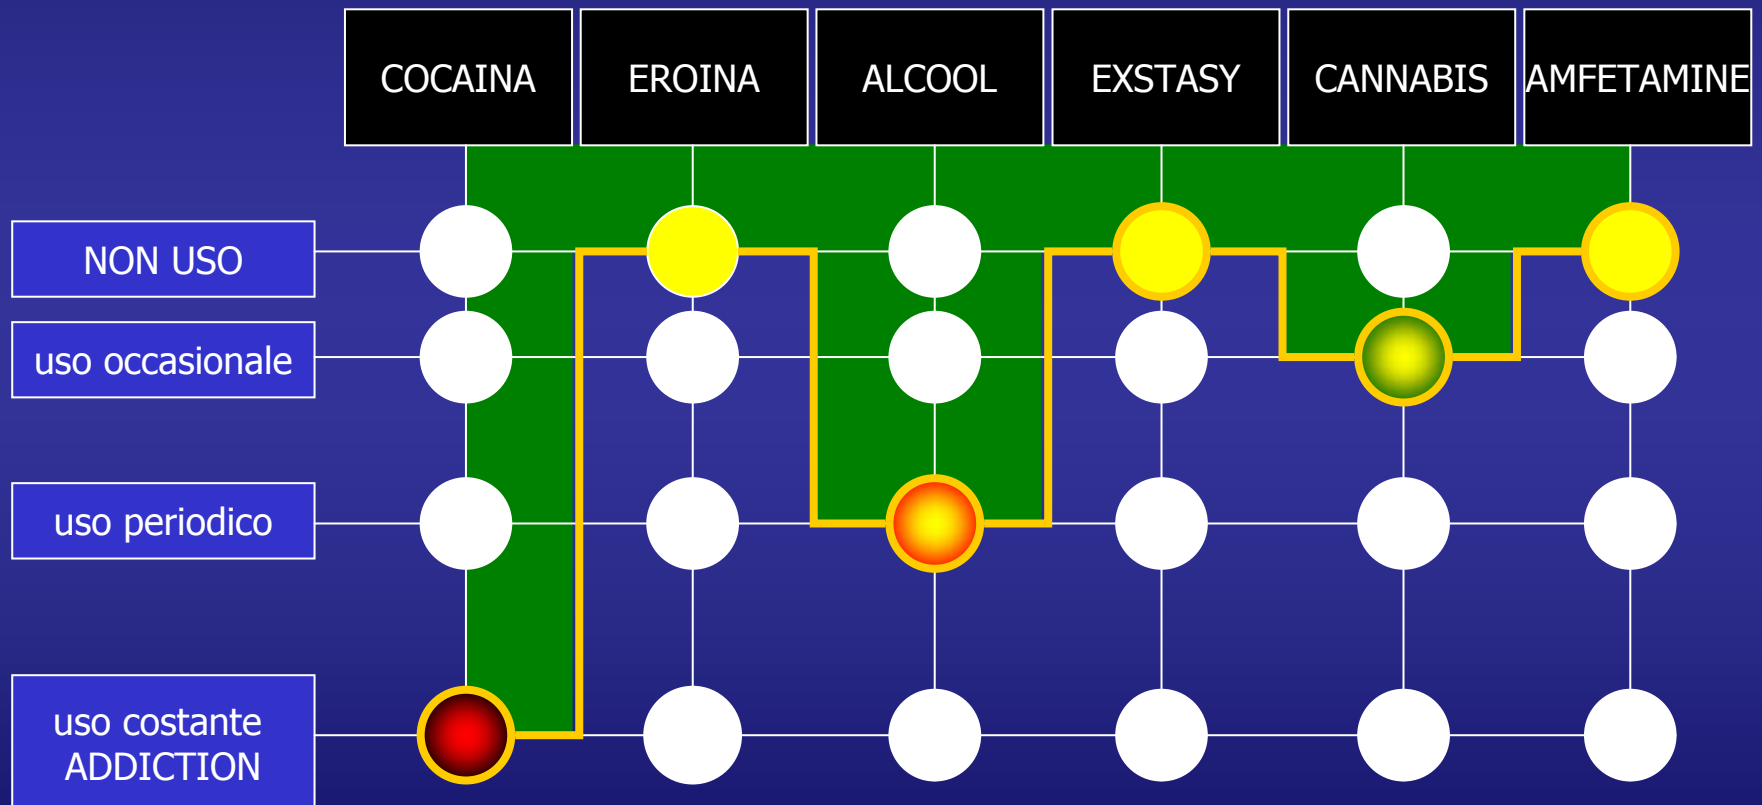 COCAINA
EROINA
ALCOOL
EXSTASY
CANNABIS
AMFETAMINE
NON USO
uso occasionale
uso periodico
uso costante
ADDICTION